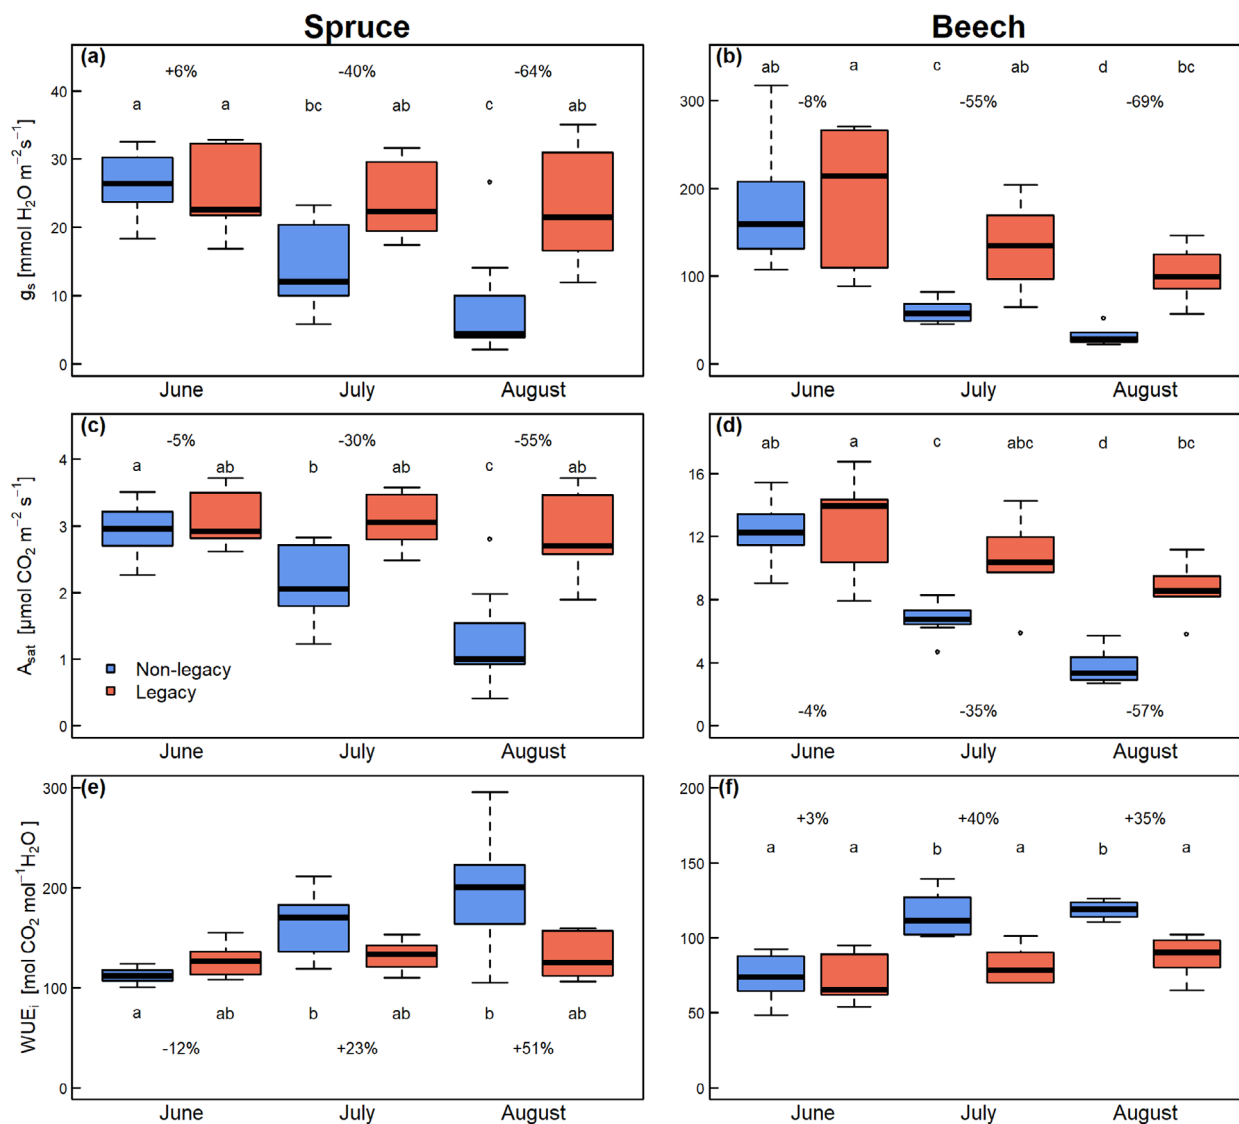 Spruce
Beech
(a)
+6%
-40%
-64%
a
a
bc
ab
c
ab
40
30
20
10
0
gs [mmol H2O m−2s−1]
June
July
August
(b)
ab
a
c
ab
d
bc
-8%
-55%
-69%
300
200
100
0
June
July
August
(c)
-5%
-30%
-55%
a
ab
b
ab
c
ab
4
3
2
1
0
Asat [µmol CO2 m−2 s−1]
Non-legacy
Legacy
June
July
August
(d)
ab
a
c
abc
d
bc
16
12
8
4
0
-4%
-35%
-57%
June
July
August
(e)
300
200
100
0
WUEi [mol CO2 mol−1H2O]
a
ab
b
ab
b
ab
-12%
+23%
+51%
June
July
August
(f)
+3%
+40%
+35%
a
a
b
a
b
a
200
150
100
50
0
June
July
August